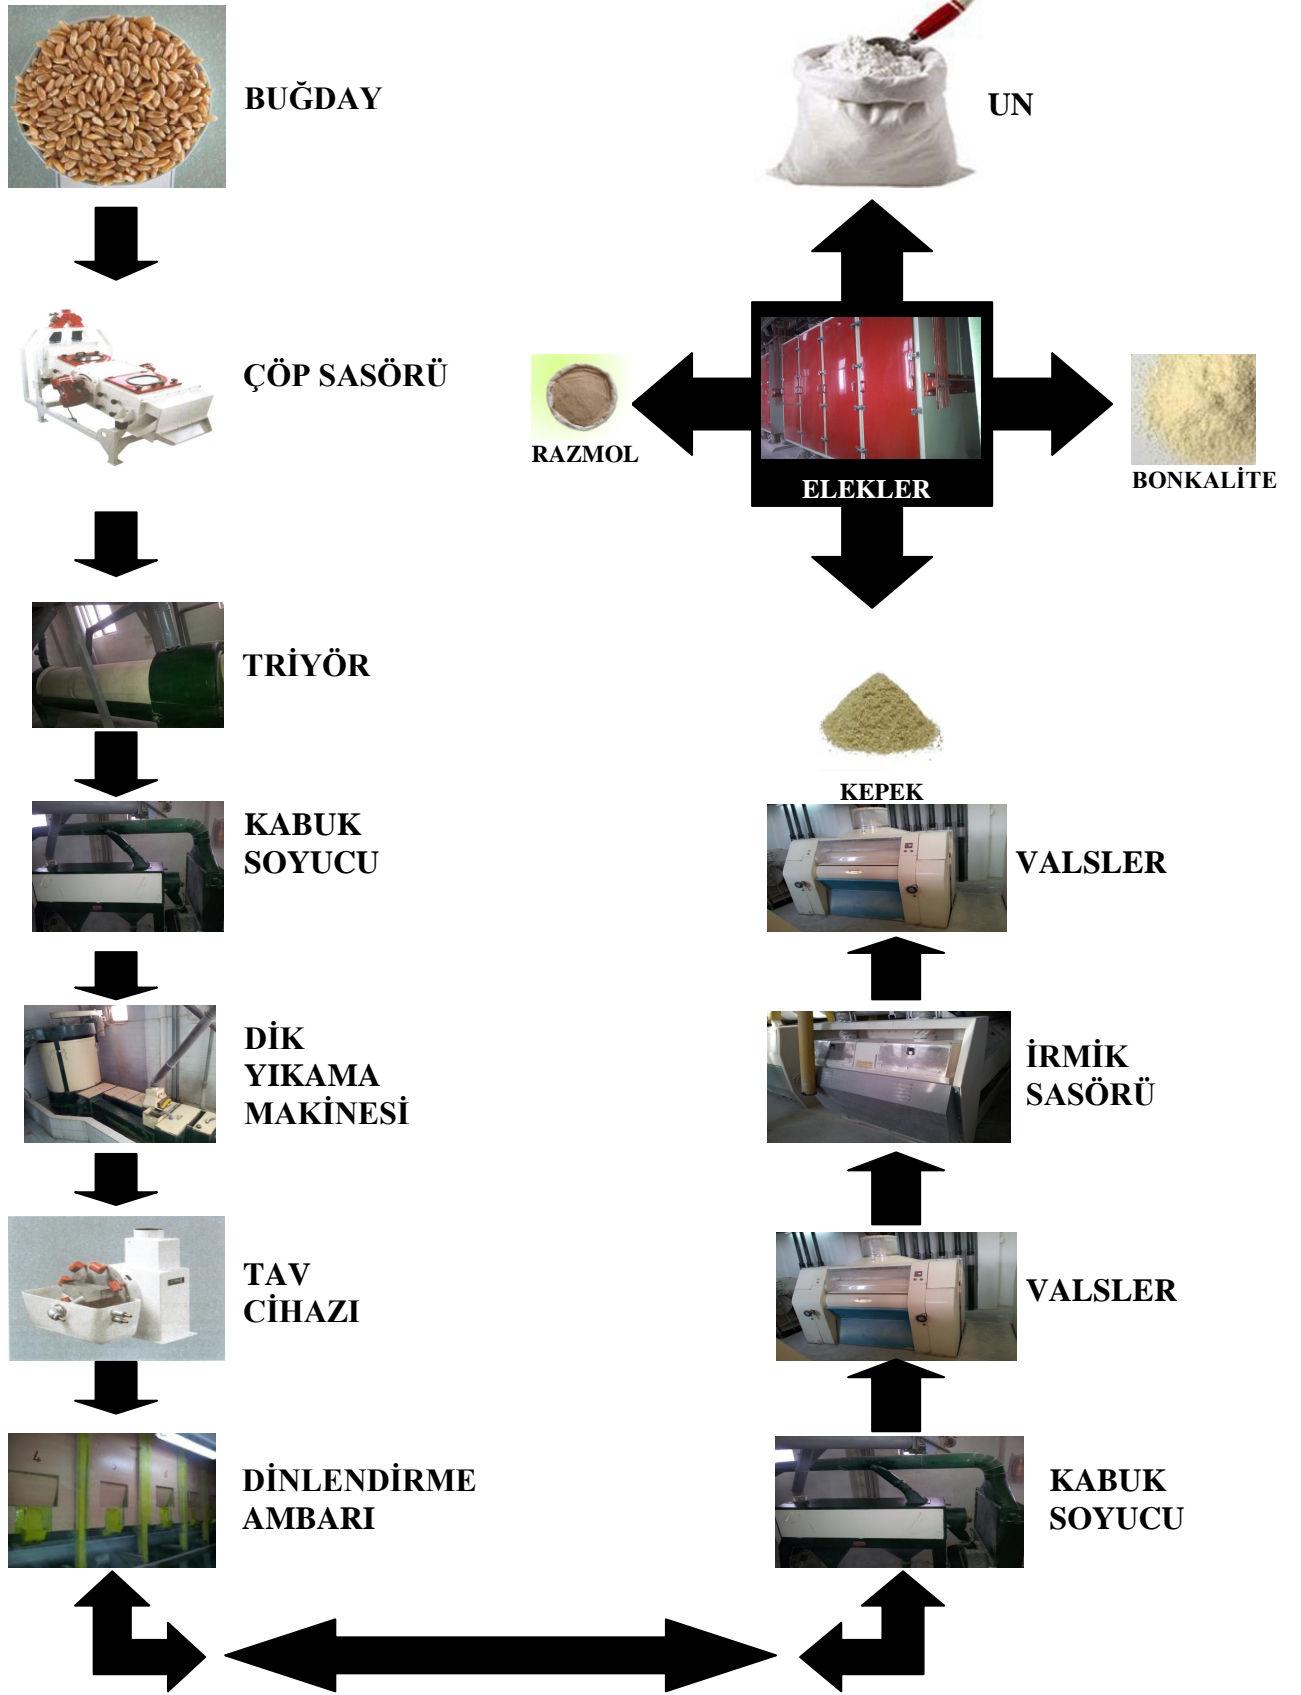 BUĞDAY
UN
ÇÖP SASÖRÜ
RAZMOL
ELEKLER
BONKALİTE
TRİYÖR
KEPEK
KABUK
SOYUCU
VALSLER
DİK
YIKAMA
MAKİNESİ
İRMİK
SASÖRÜ
TAV
CİHAZI
VALSLER
DİNLENDİRME
AMBARI
KABUK
SOYUCU